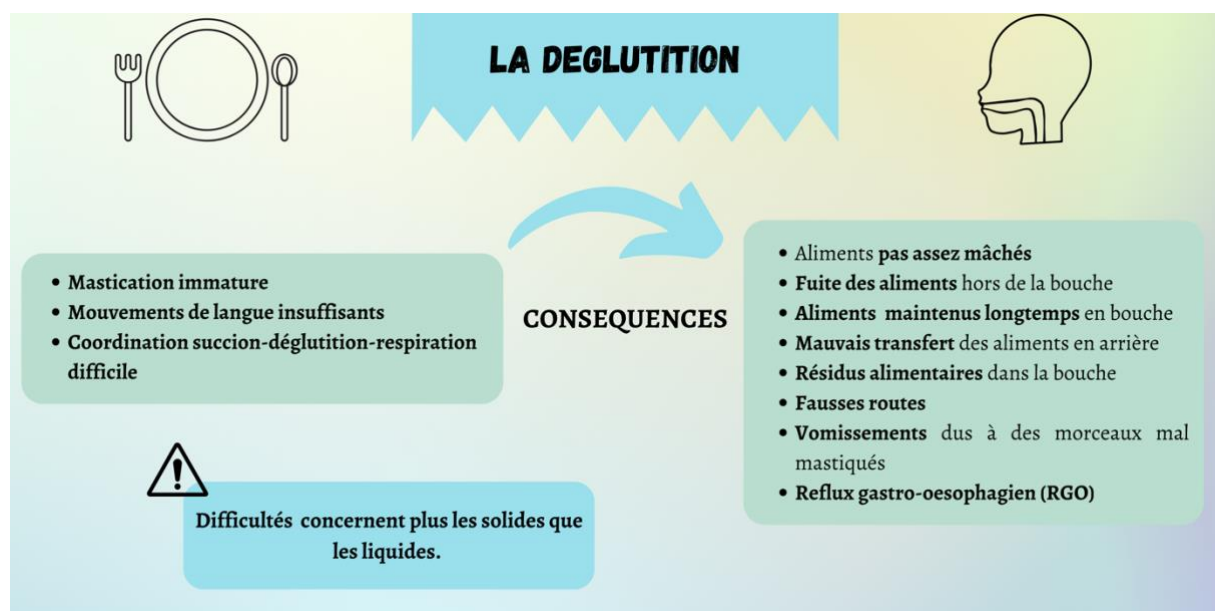 LA DEGLUTITION
• Mastication immature
• Mouvements de langue insuffisants
• Coordination succion-déglutition-respiration
difficile
CONSEQUENCES
• Aliments pas assez mâchés
• Fuite des aliments hors de la bouche
• Aliments maintenus longtemps en bouche
• Mauvais transfert des aliments en arrière
• Résidus alimentaires dans la bouche
• Fausses routes
• Vomissements dus à des morceaux mal
mastiqués
• Reflux gastro-oesophagien (RGO)
Difficultés concernent plus les solides que
les liquides.